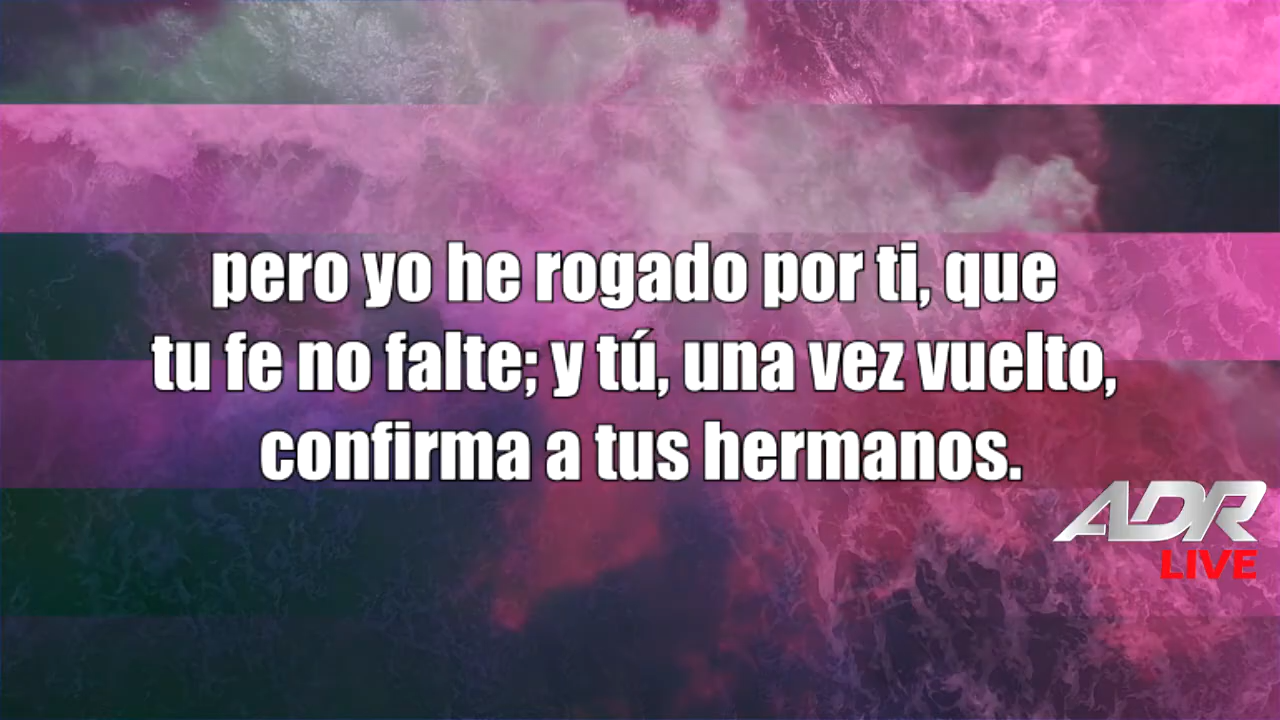 pero yo he rogado por ti, que
tu fe no falte; y tú, una vez vuelto,
confirma a tus hermanos.
ADR
LIVE